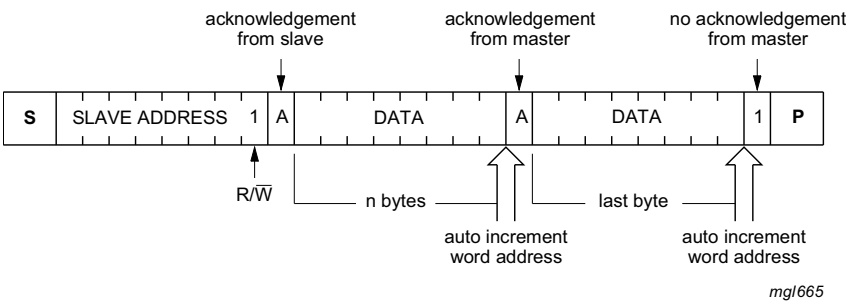 acknowledgement
from slave
acknowledgement
from master
no acknowledgement
from master
S SLAVE ADDRESS 1 A DATA A DATA 1 P
R/W̅
n bytes
last byte
auto increment
word address
auto increment
word address
mgl665